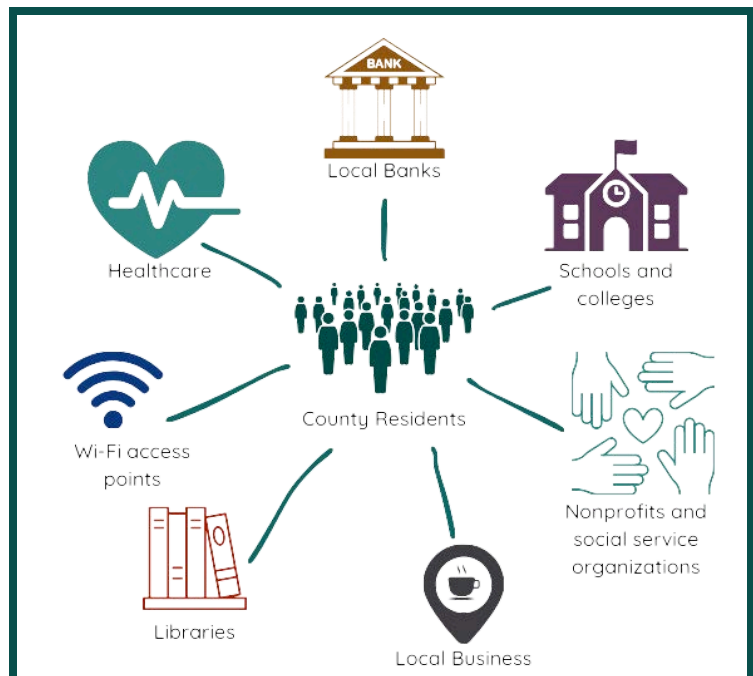 BANK
Local Banks
Healthcare
Schools and
colleges
County Residents
Wi-Fi access
points
Nonprofits and
social service
organizations
Libraries
Local Business